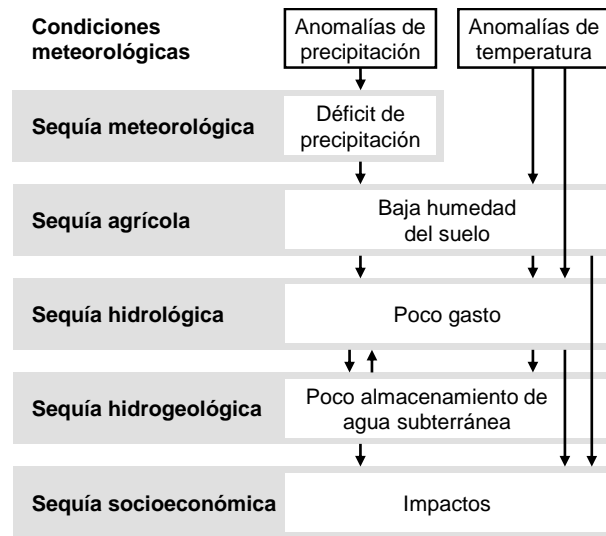 Condiciones
meteorológicas
Anomalías de
precipitación
Anomalías de
temperatura
Sequía meteorológica
Déficit de
precipitación
Sequía agrícola
Baja humedad
del suelo
Sequía hidrológica
Poco gasto
Sequía hidrogeológica
Poco almacenamiento de
agua subterránea
Sequía socioeconómica
Impactos